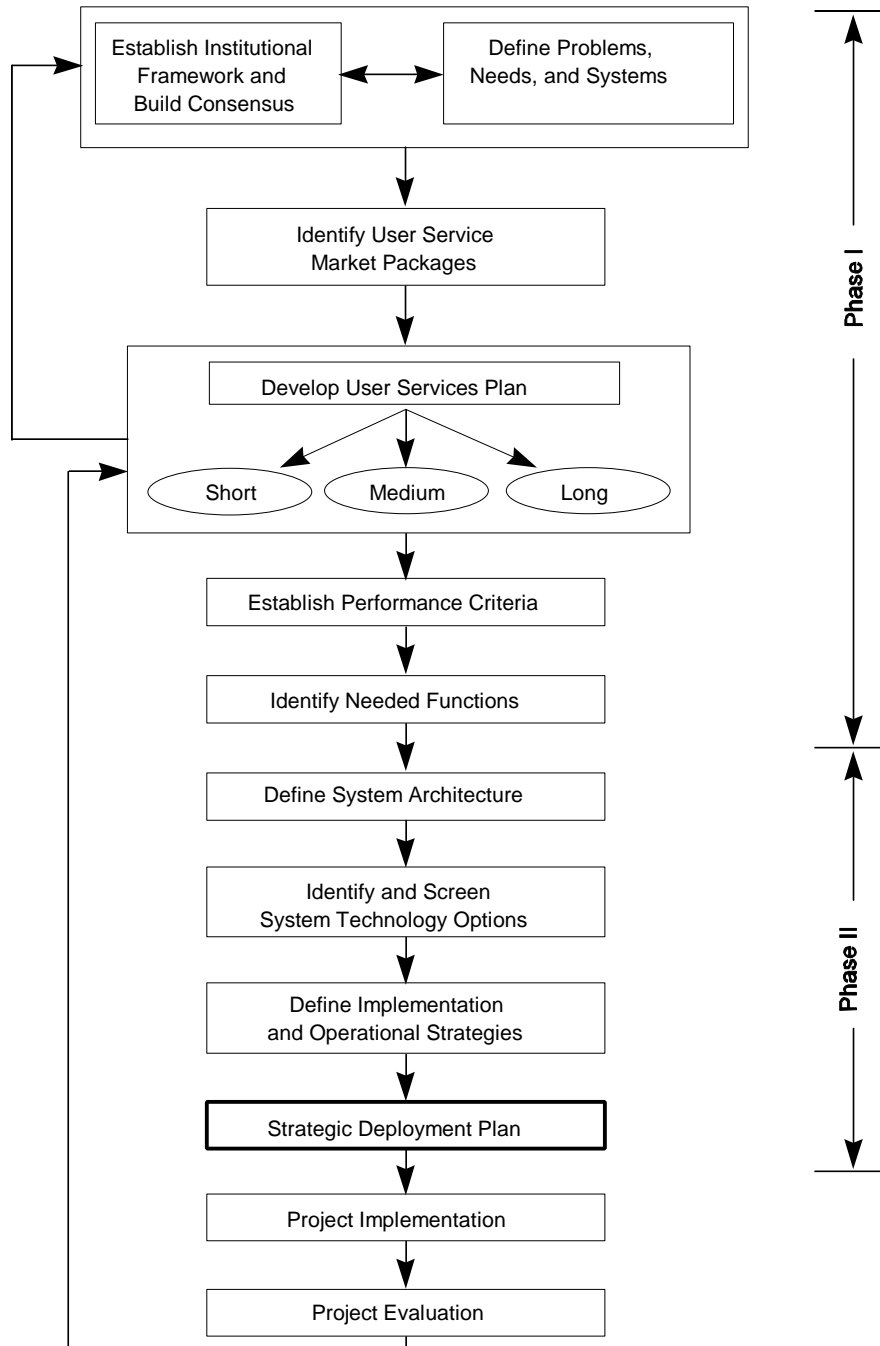 Establish Institutional
Framework and
Build Consensus
Define Problems,
Needs, and Systems
Identify User Service
Market Packages
Develop User Services Plan
Short
Medium
Long
Establish Performance Criteria
Identify Needed Functions
Phase I
Define System Architecture
Identify and Screen
System Technology Options
Define Implementation
and Operational Strategies
Strategic Deployment Plan
Phase II
Project Implementation
Project Evaluation